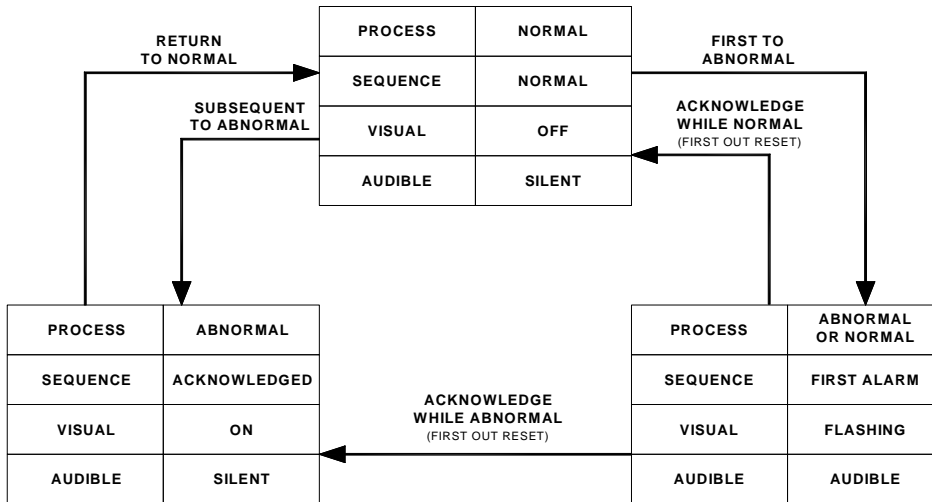 PROCESS NORMAL
RETURN
TO NORMAL
FIRST TO
ABNORMAL
SEQUENCE NORMAL
SUBSEQUENT
TO ABNORMAL
ACKNOWLEDGE
WHILE NORMAL
(FIRST OUT RESET)
VISUAL OFF
AUDIBLE SILENT
PROCESS ABNORMAL
SEQUENCE ACKNOWLEDGED
VISUAL ON
AUDIBLE SILENT
ACKNOWLEDGE
WHILE ABNORMAL
(FIRST OUT RESET)
PROCESS ABNORMAL
OR NORMAL
SEQUENCE FIRST ALARM
VISUAL FLASHING
AUDIBLE AUDIBLE